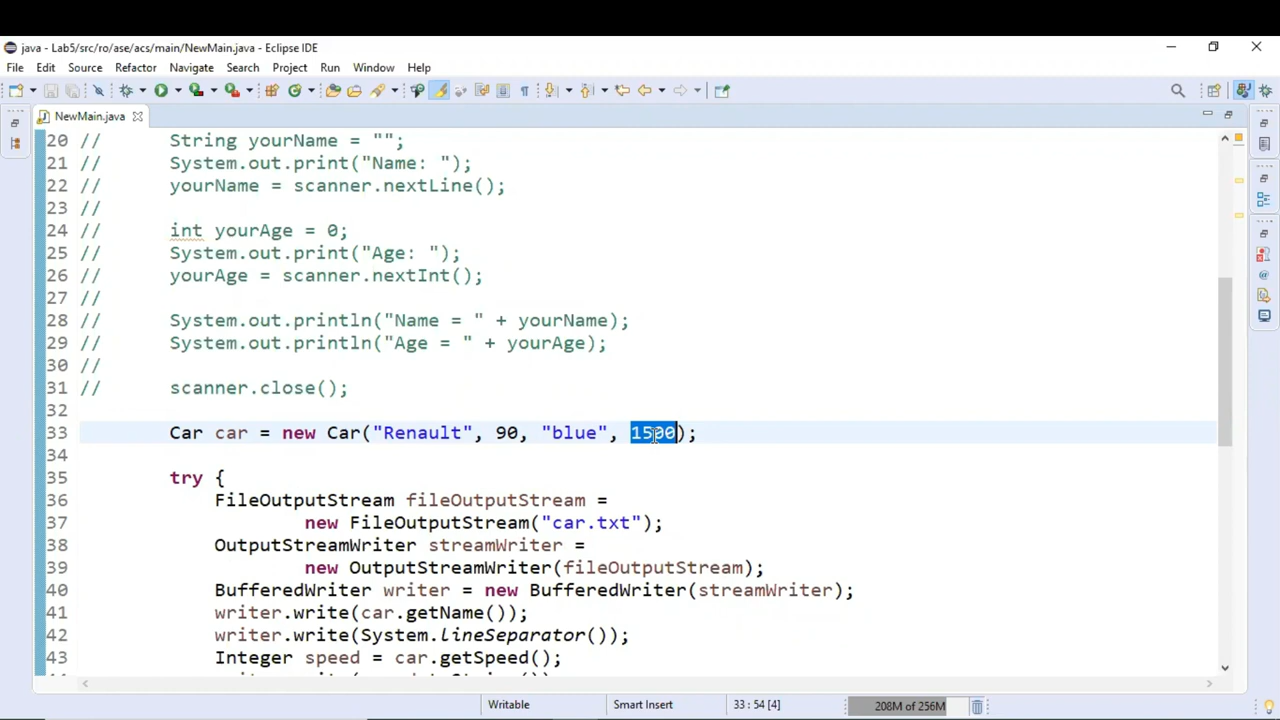 java - Lab5/src/ro/ase/acs/main/NewMain.java - Eclipse IDE
File Edit Source Refactor Navigate Search Project Run Window Help
NewMain.java
20 // String yourName = "";
21 // System.out.print("Name: ");
22 // yourName = scanner.nextLine();
23 //
24 // int yourAge = 0;
25 // System.out.print("Age: ");
26 // yourAge = scanner.nextInt();
27 //
28 // System.out.println("Name = " + yourName);
29 // System.out.println("Age = " + yourAge);
30 //
31 // scanner.close();
32
33 Car car = new Car("Renault", 90, "blue", 1500);
34
35 try {
36 FileOutputStream fileOutputStream =
37 new FileOutputStream("car.txt");
38 OutputStreamWriter streamWriter =
39 new OutputStreamWriter(fileOutputStream);
40 BufferedWriter writer = new BufferedWriter(streamWriter);
41 writer.write(car.getName());
42 writer.write(System.lineSeparator());
43 Integer speed = car.getSpeed();
Writable Smart Insert 33 : 54 [4] 208M of 256M